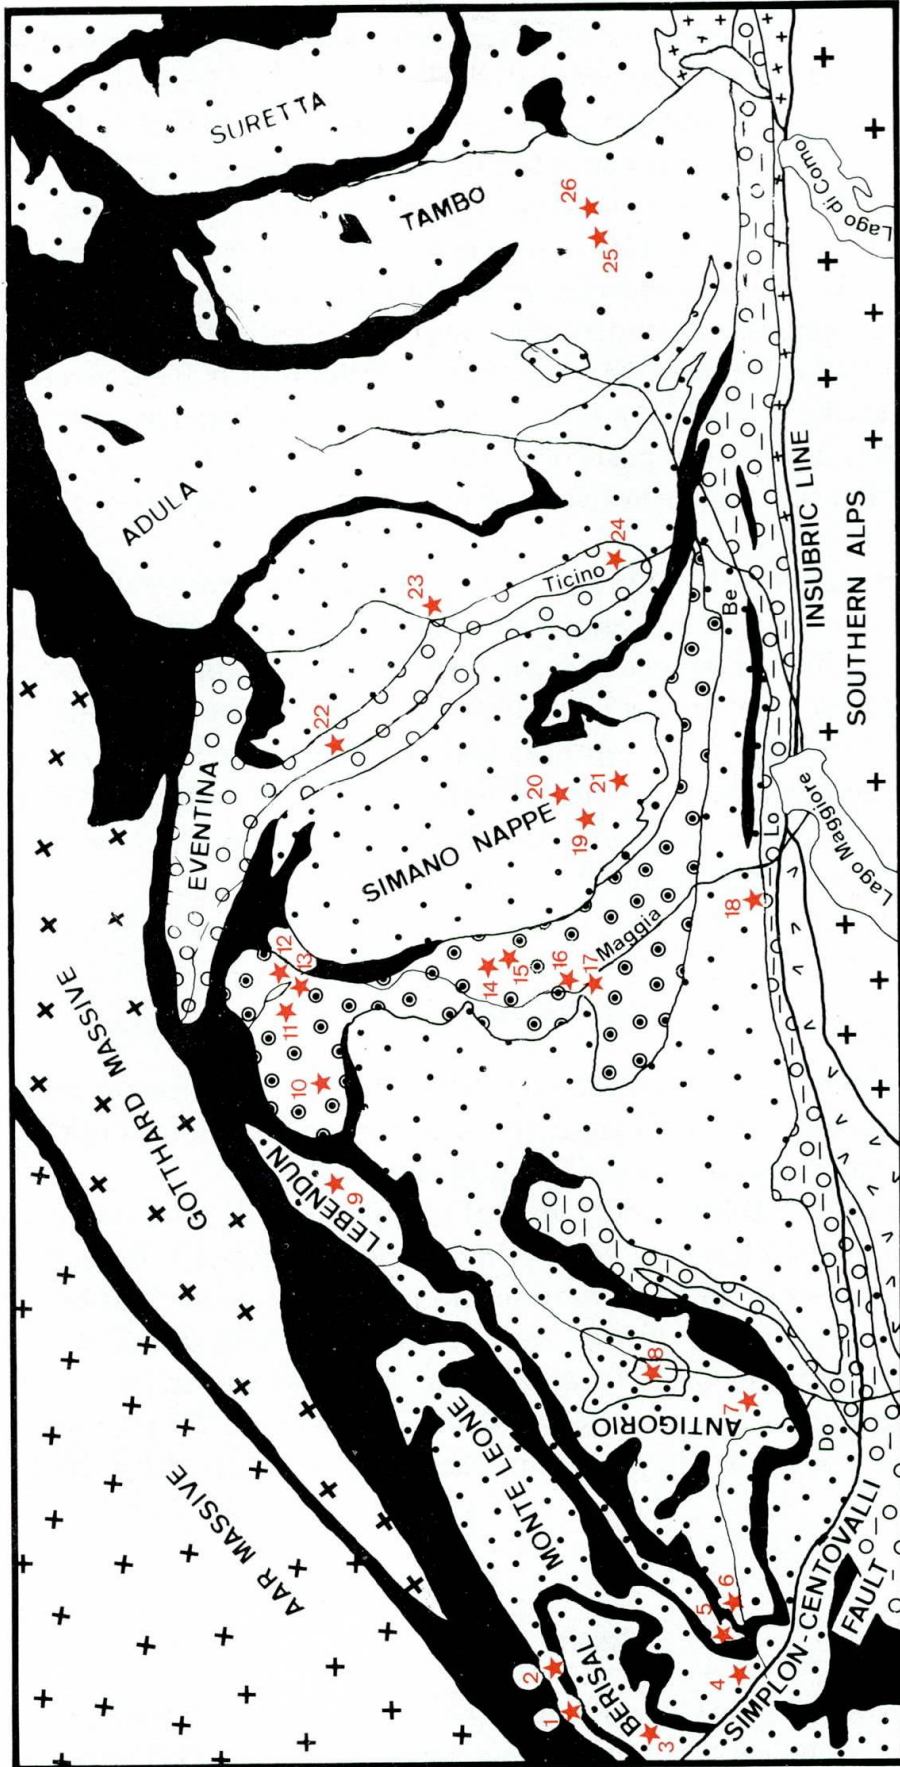 SURETTA
TAMBO
26
25
Lago di Como
ADULA
INSUBRIC LINE
SOUTHERN ALPS
24
Ticino
23
Be
22
EVENTINA
SIMANO NAPPE
20
21
19
Lo
Lago Maggiore
18
Maggia
12
13
14
15
16
17
11
10
GOTTHARD MASSIVE
LEBENDUN
9
AAR MASSIVE
MONTE LEONE
8
7
ANTIGORIO
Do
6
5
4
SIMPLON-CENTOVALLI
FAULT
BERISAL
2
1
3